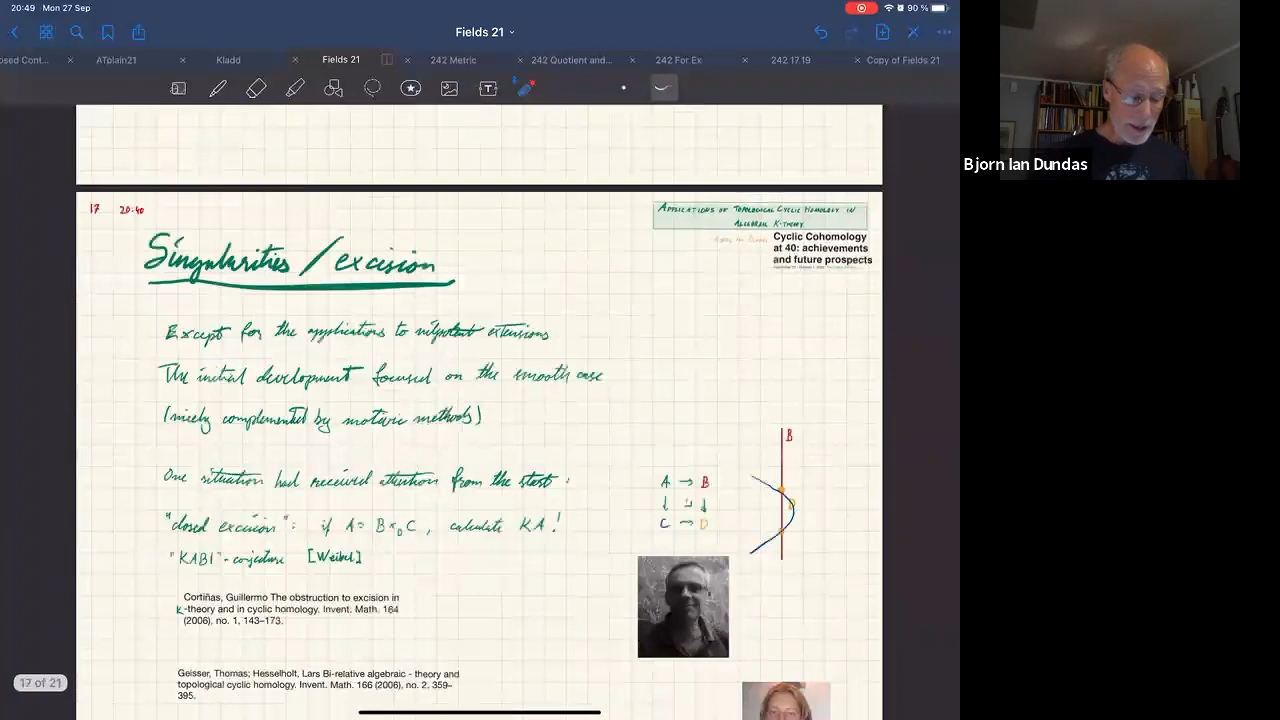 20:49 Mon 27 Sep
90 %
Fields 21
osed Cont...
ATplain21
Kladd
Fields 21
242 Metric
242 Quotient and...
242 For Ex
242 17.19
Copy of Fields 21
17 20.40
APPLICATIONS OF TOPOLOGICAL CYCLIC HOMOLOGY IN
ALGEBRAIC K-THEORY
Bjørn Ian Dundas
Cyclic Cohomology
at 40: achievements
and future prospects
Singularities / excision
Except for the applications to nilpotent extensions
The initial development focused on the smooth case
(nicely complemented by motivic methods)
One situation had received attention from the start:
"closed excision": if A = B ×_D C, calculate KA!
"KABI"-conjecture [Weibel]
A → B
↓ ↓
C → D
B
D
Cortiñas, Guillermo The obstruction to excision in
K-theory and in cyclic homology. Invent. Math. 164
(2006), no. 1, 143–173.
Geisser, Thomas; Hesselholt, Lars Bi-relative algebraic - theory and
topological cyclic homology. Invent. Math. 166 (2006), no. 2, 359–
395.
17 of 21
Bjorn Ian Dundas